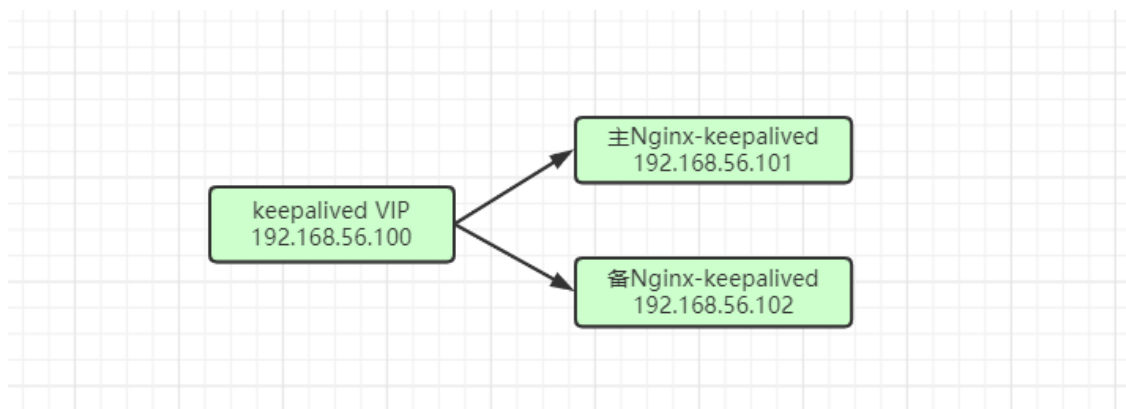 keepalived VIP
192.168.56.100
主Nginx-keepalived
192.168.56.101
备Nginx-keepalived
192.168.56.102